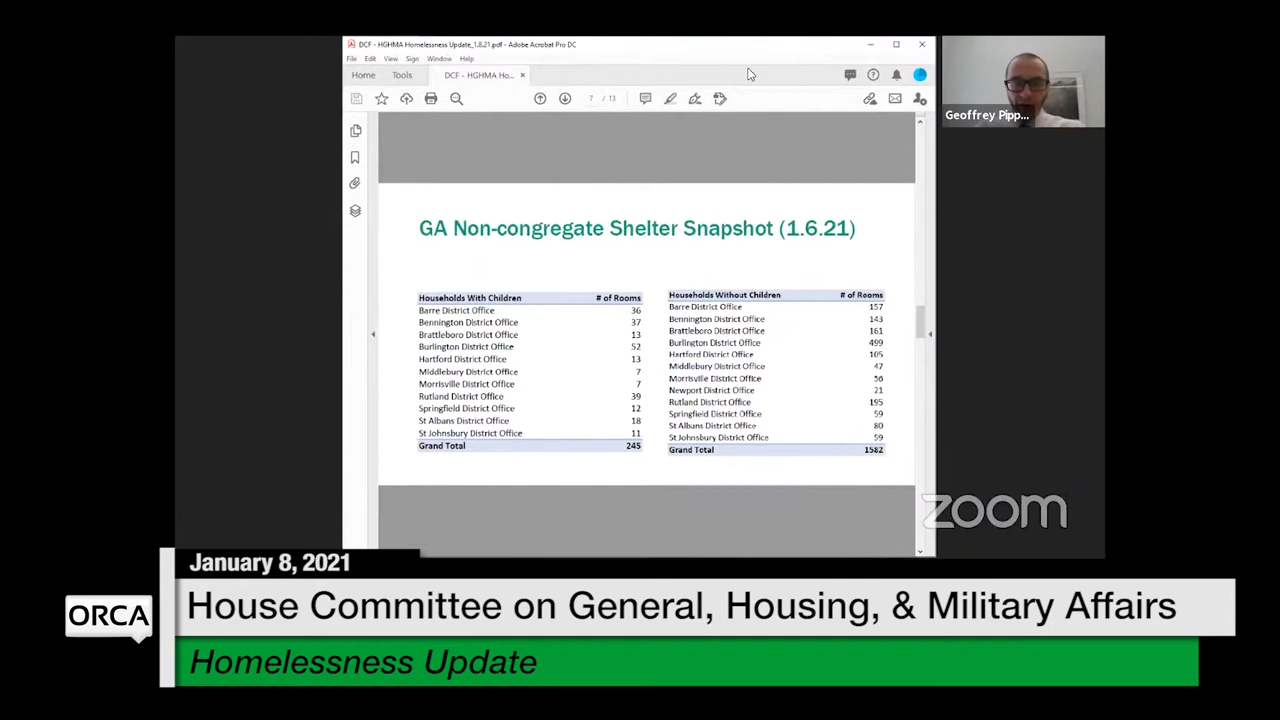 DCF - HGHMA Homelessness Update_1.8.21.pdf - Adobe Acrobat Pro DC
File Edit View Sign Window Help
Home Tools DCF - HGHMA Ho... ×
7 / 13
Geoffrey Pipp...
GA Non-congregate Shelter Snapshot (1.6.21)
Households With Children # of Rooms
Barre District Office 36
Bennington District Office 37
Brattleboro District Office 13
Burlington District Office 52
Hartford District Office 13
Middlebury District Office 7
Morrisville District Office 7
Rutland District Office 39
Springfield District Office 12
St Albans District Office 18
St Johnsbury District Office 11
Grand Total 245
Households Without Children # of Rooms
Barre District Office 157
Bennington District Office 143
Brattleboro District Office 161
Burlington District Office 499
Hartford District Office 105
Middlebury District Office 47
Morrisville District Office 56
Newport District Office 21
Rutland District Office 195
Springfield District Office 59
St Albans District Office 80
St Johnsbury District Office 59
Grand Total 1582
zoom
January 8, 2021
ORCA
House Committee on General, Housing, & Military Affairs
Homelessness Update